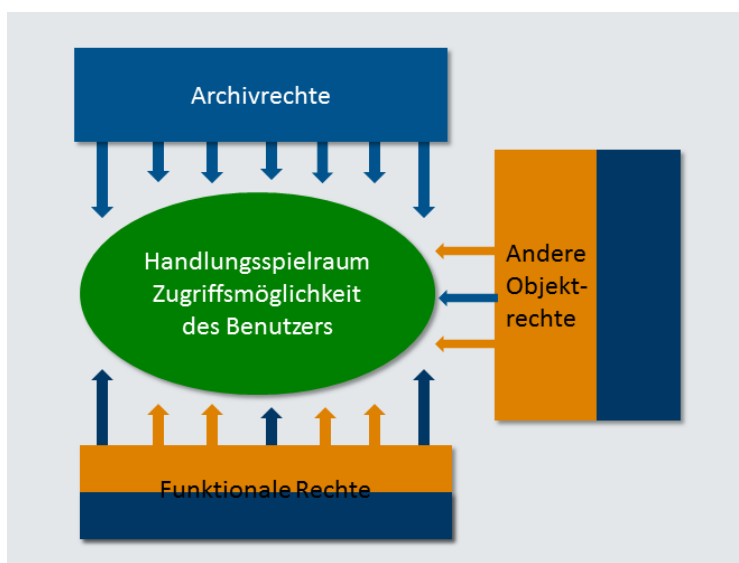 Archivrechte
Handlungsspielraum
Zugriffsmöglichkeit
des Benutzers
Andere
Objekt-
rechte
Funktionale Rechte